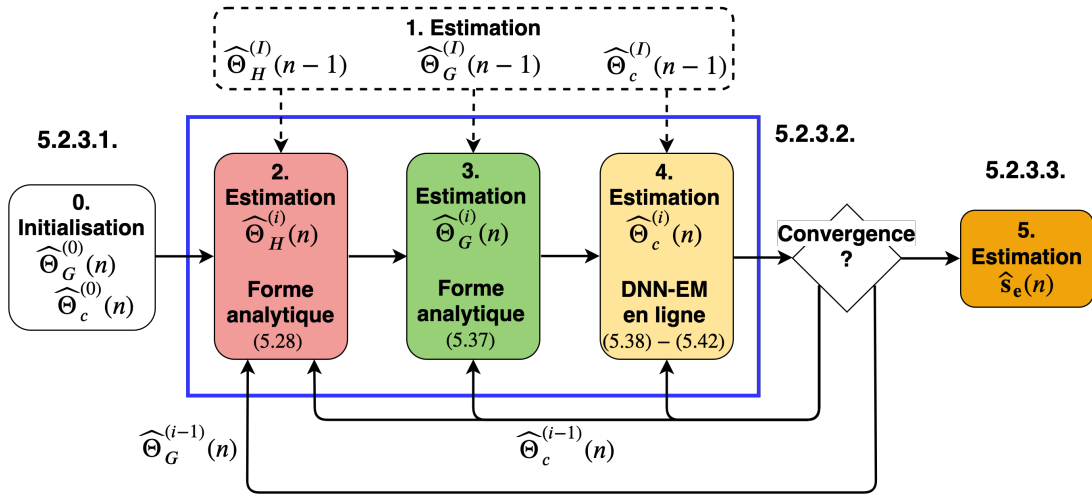 1. Estimation
Θ̂_H^(I)(n − 1)
Θ̂_G^(I)(n − 1)
Θ̂_c^(I)(n − 1)
5.2.3.1.
5.2.3.2.
5.2.3.3.
0.
Initialisation
Θ̂_G^(0)(n)
Θ̂_c^(0)(n)
2.
Estimation
Θ̂_H^(i)(n)
Forme
analytique
(5.28)
3.
Estimation
Θ̂_G^(i)(n)
Forme
analytique
(5.37)
4.
Estimation
Θ̂_c^(i)(n)
DNN-EM
en ligne
(5.38) − (5.42)
Convergence
?
5.
Estimation
ŝ_e(n)
Θ̂_G^(i−1)(n)
Θ̂_c^(i−1)(n)